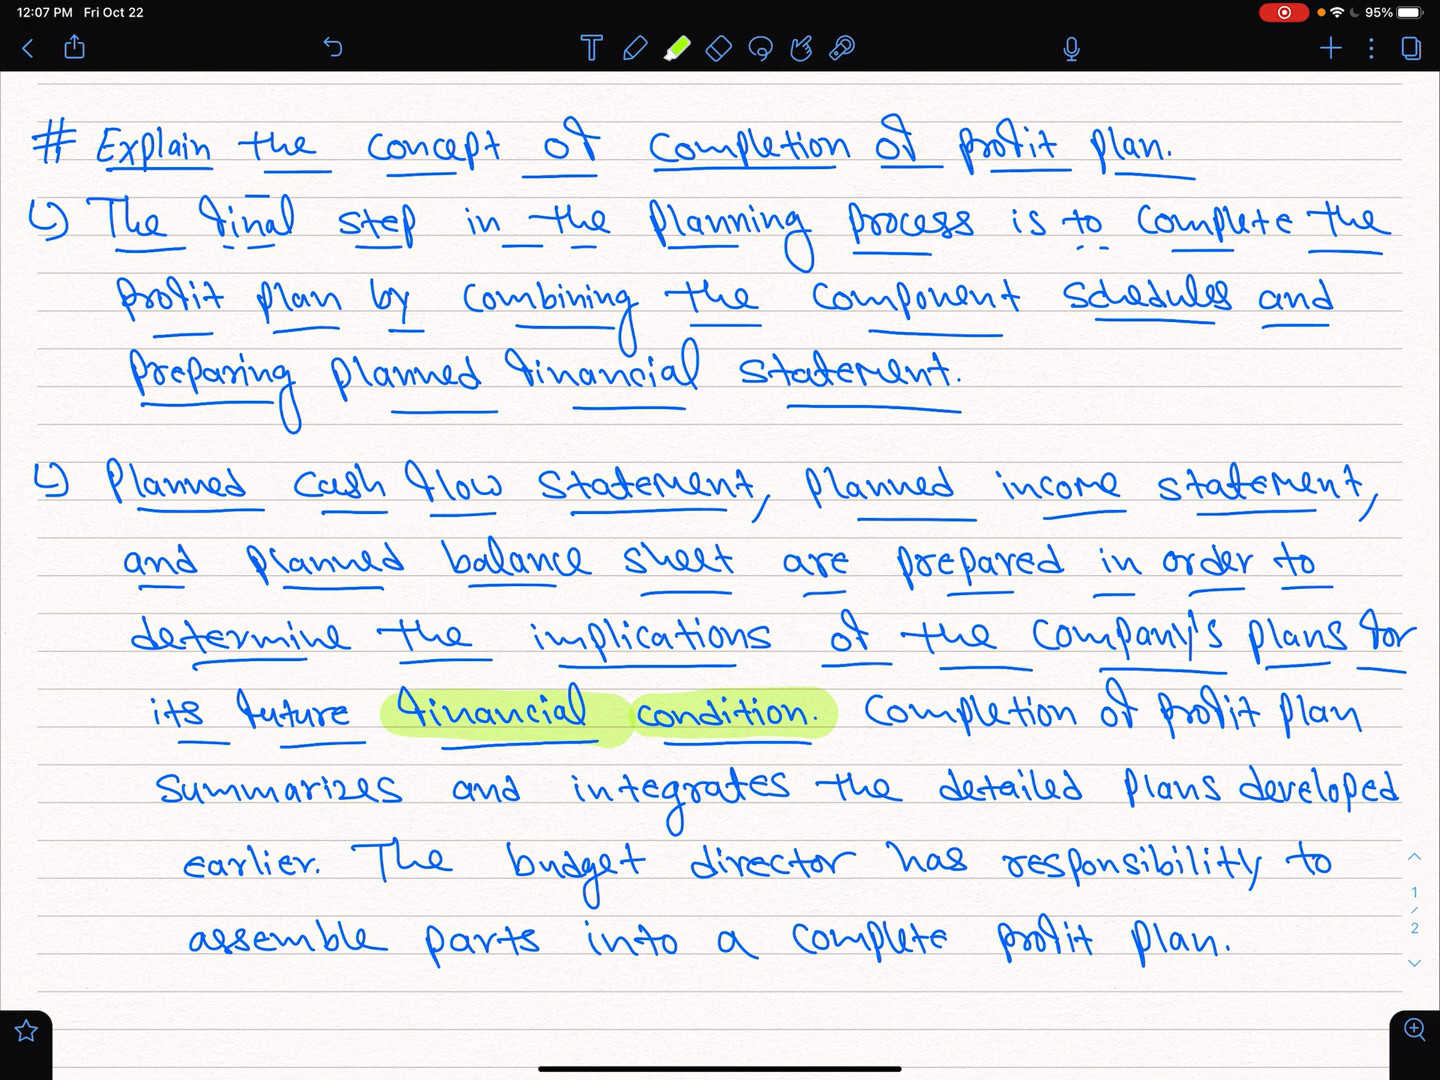 12:07 PM Fri Oct 22
95%
# Explain the concept of completion of profit plan.
↳ The final step in the planning process is to complete the
profit plan by combining the component schedules and
preparing planned financial statement.
↳ Planned cash flow statement, planned income statement,
and planned balance sheet are prepared in order to
determine the implications of the company's plans for
its future financial condition. Completion of profit plan
summarizes and integrates the detailed plans developed
earlier. The budget director has responsibility to
assemble parts into a complete profit plan.
1
/
2